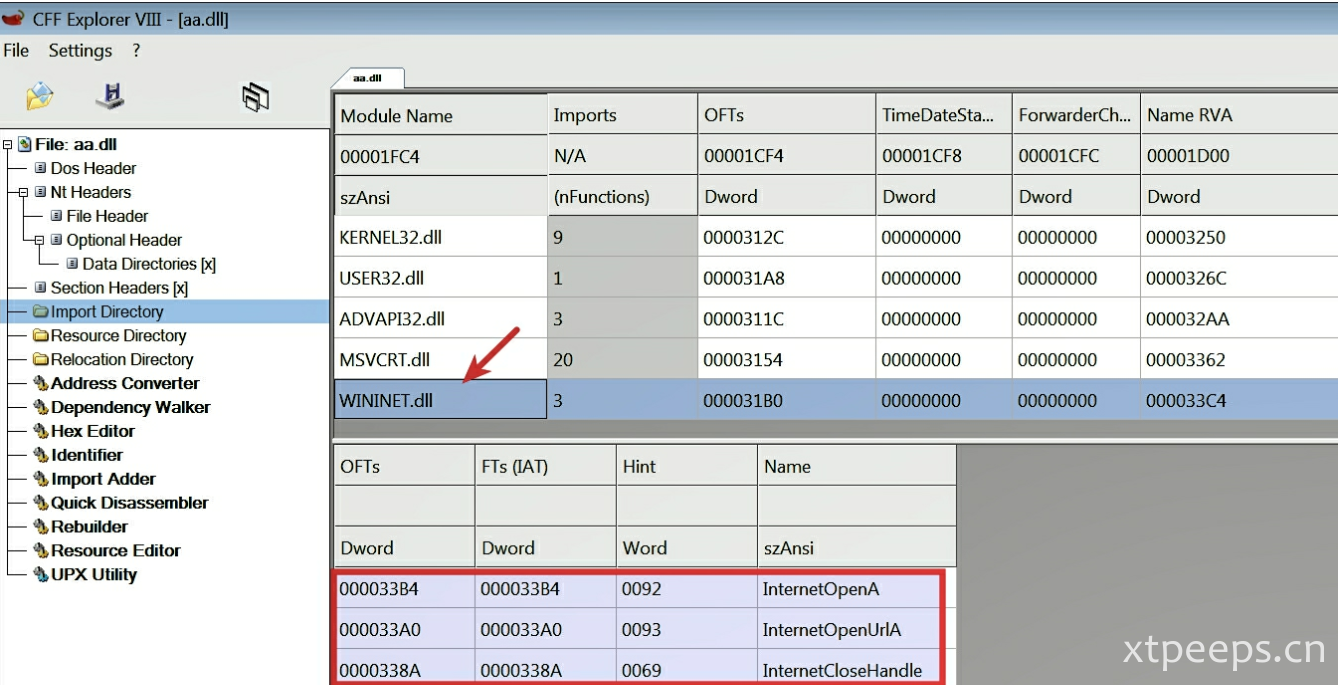 CFF Explorer VIII - [aa.dll]
File Settings ?
aa.dll
File: aa.dll
Dos Header
Nt Headers
File Header
Optional Header
Data Directories [x]
Section Headers [x]
Import Directory
Resource Directory
Relocation Directory
Address Converter
Dependency Walker
Hex Editor
Identifier
Import Adder
Quick Disassembler
Rebuilder
Resource Editor
UPX Utility
Module Name Imports OFTs TimeDateSta... ForwarderCh... Name RVA
00001FC4 N/A 00001CF4 00001CF8 00001CFC 00001D00
szAnsi (nFunctions) Dword Dword Dword Dword
KERNEL32.dll 9 0000312C 00000000 00000000 00003250
USER32.dll 1 000031A8 00000000 00000000 0000326C
ADVAPI32.dll 3 0000311C 00000000 00000000 000032AA
MSVCRT.dll 20 00003154 00000000 00000000 00003362
WININET.dll 3 000031B0 00000000 00000000 000033C4
OFTs FTs (IAT) Hint Name
Dword Dword Word szAnsi
000033B4 000033B4 0092 InternetOpenA
000033A0 000033A0 0093 InternetOpenUrlA
0000338A 0000338A 0069 InternetCloseHandle
xtpeeps.cn